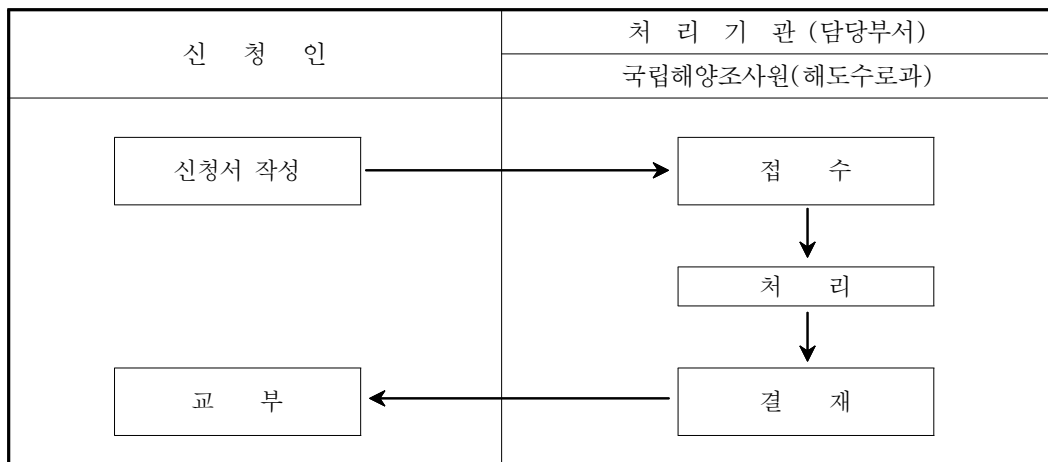 신 청 인
처 리 기 관 (담당부서)
국립해양조사원(해도수로과)
신청서 작성
접 수
처 리
교 부
결 재